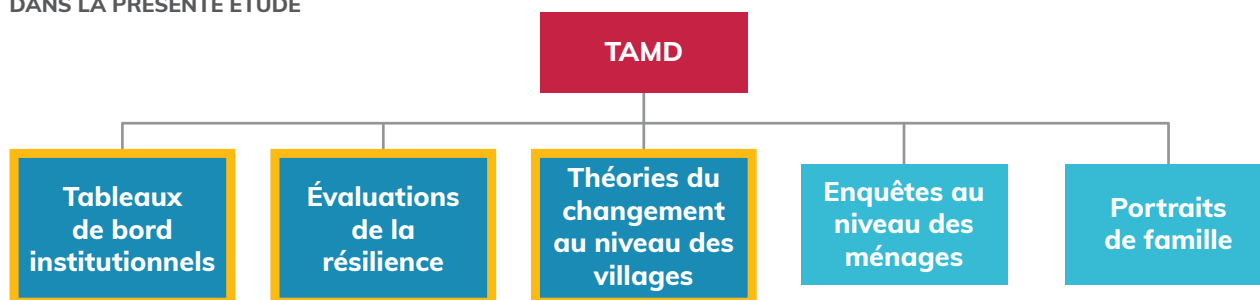 DANS LA PRÉSENTE ÉTUDE
TAMD
Tableaux
de bord
institutionnels
Évaluations
de la
résilience
Théories du
changement
au niveau des
villages
Enquêtes au
niveau des
ménages
Portraits
de famille